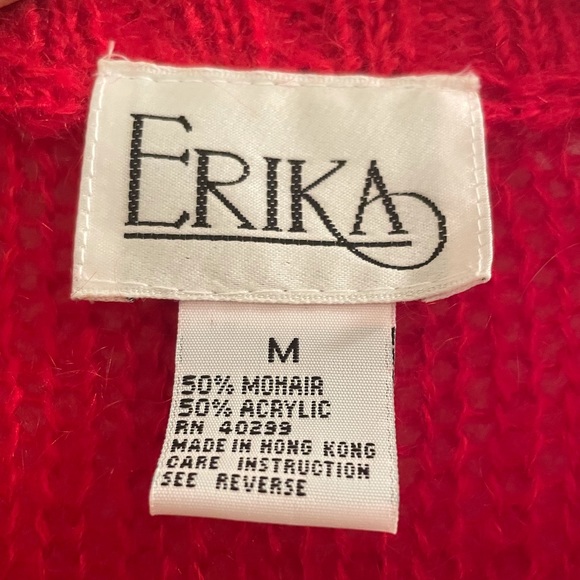 ERIKA
M
50% MOHAIR
50% ACRYLIC
RN 40299
MADE IN HONG KONG
CARE INSTRUCTION
SEE REVERSE